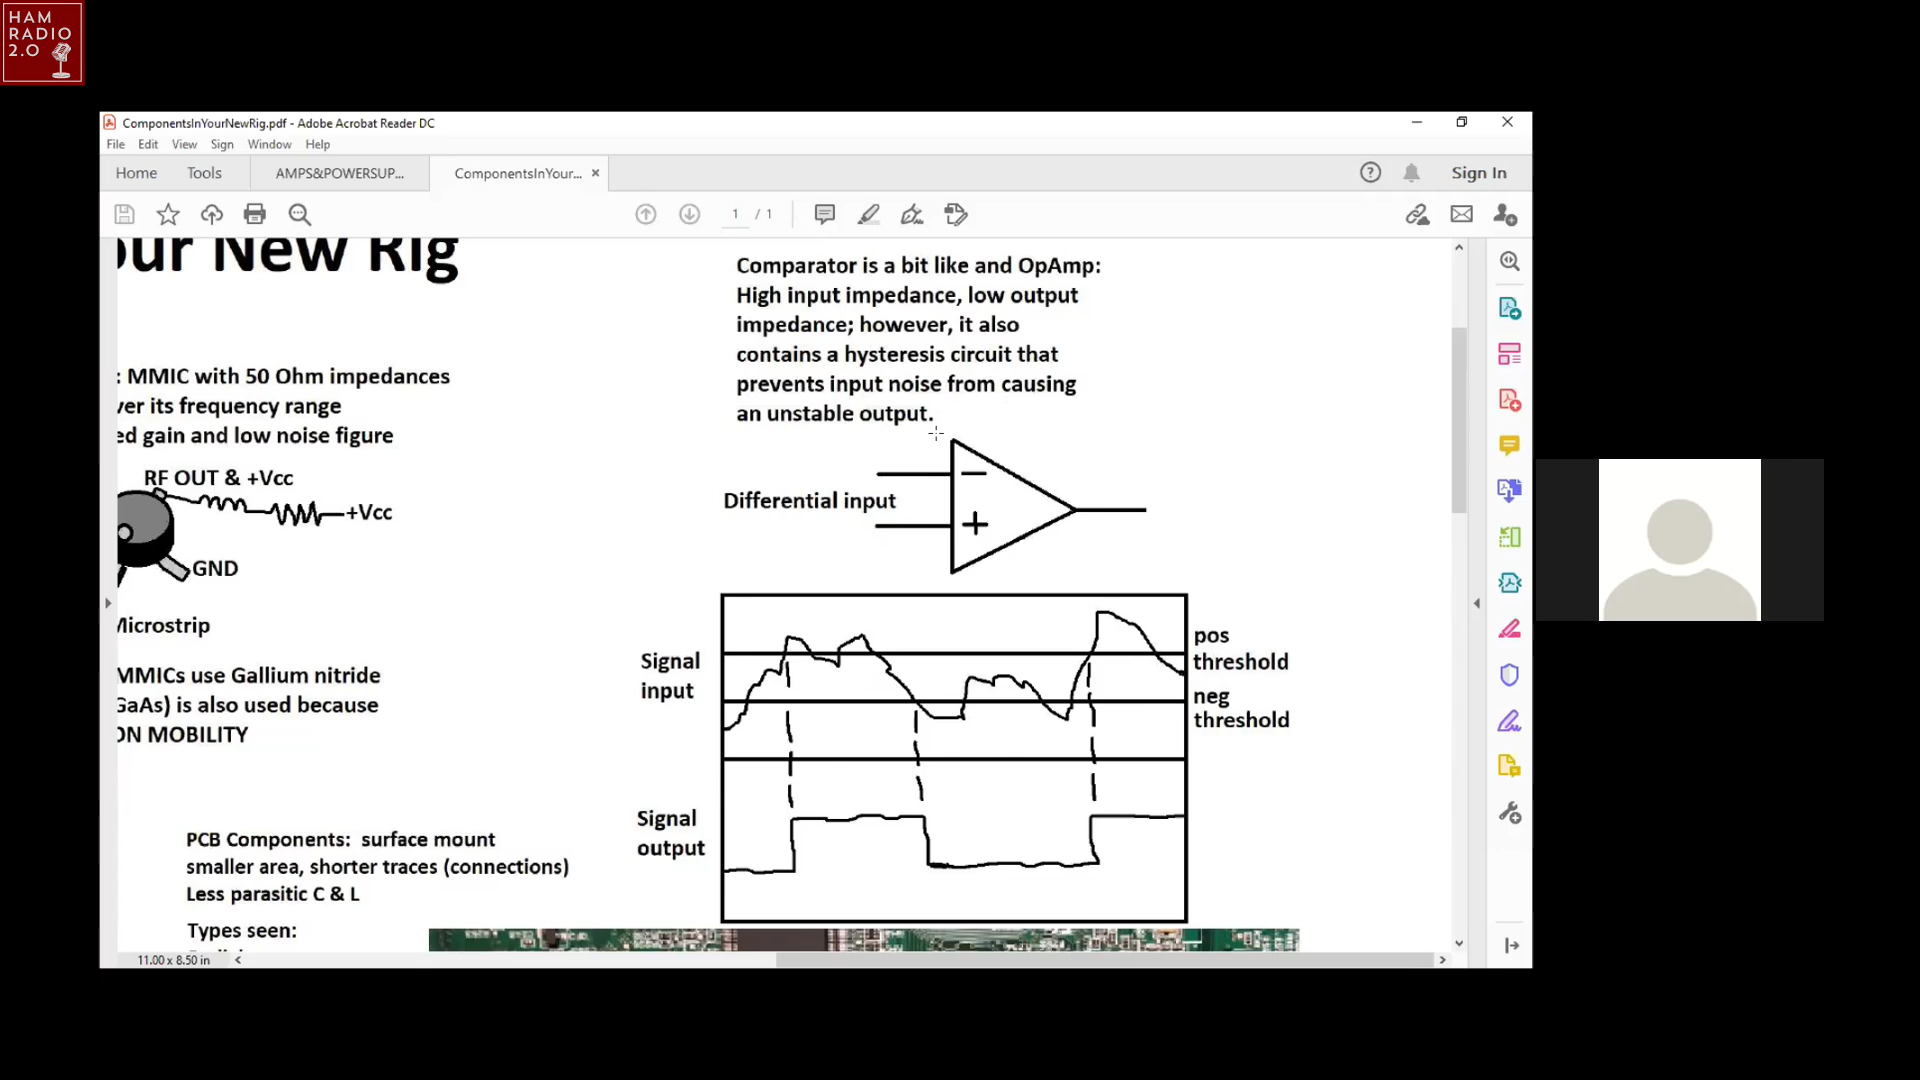 HAM
RADIO
2.0
ComponentsInYourNewRig.pdf - Adobe Acrobat Reader DC
File Edit View Sign Window Help
Home Tools AMPS&POWERSUP... ComponentsInYour... × Sign In
1 / 1
our New Rig
Comparator is a bit like and OpAmp:
High input impedance, low output
impedance; however, it also
contains a hysteresis circuit that
prevents input noise from causing
an unstable output.
: MMIC with 50 Ohm impedances
ver its frequency range
ed gain and low noise figure
RF OUT & +Vcc
+Vcc
GND
Differential input
− +
Microstrip
MMICs use Gallium nitride
GaAs) is also used because
ON MOBILITY
Signal
input
pos
threshold
neg
threshold
Signal
output
PCB Components: surface mount
smaller area, shorter traces (connections)
Less parasitic C & L
Types seen:
11.00 x 8.50 in